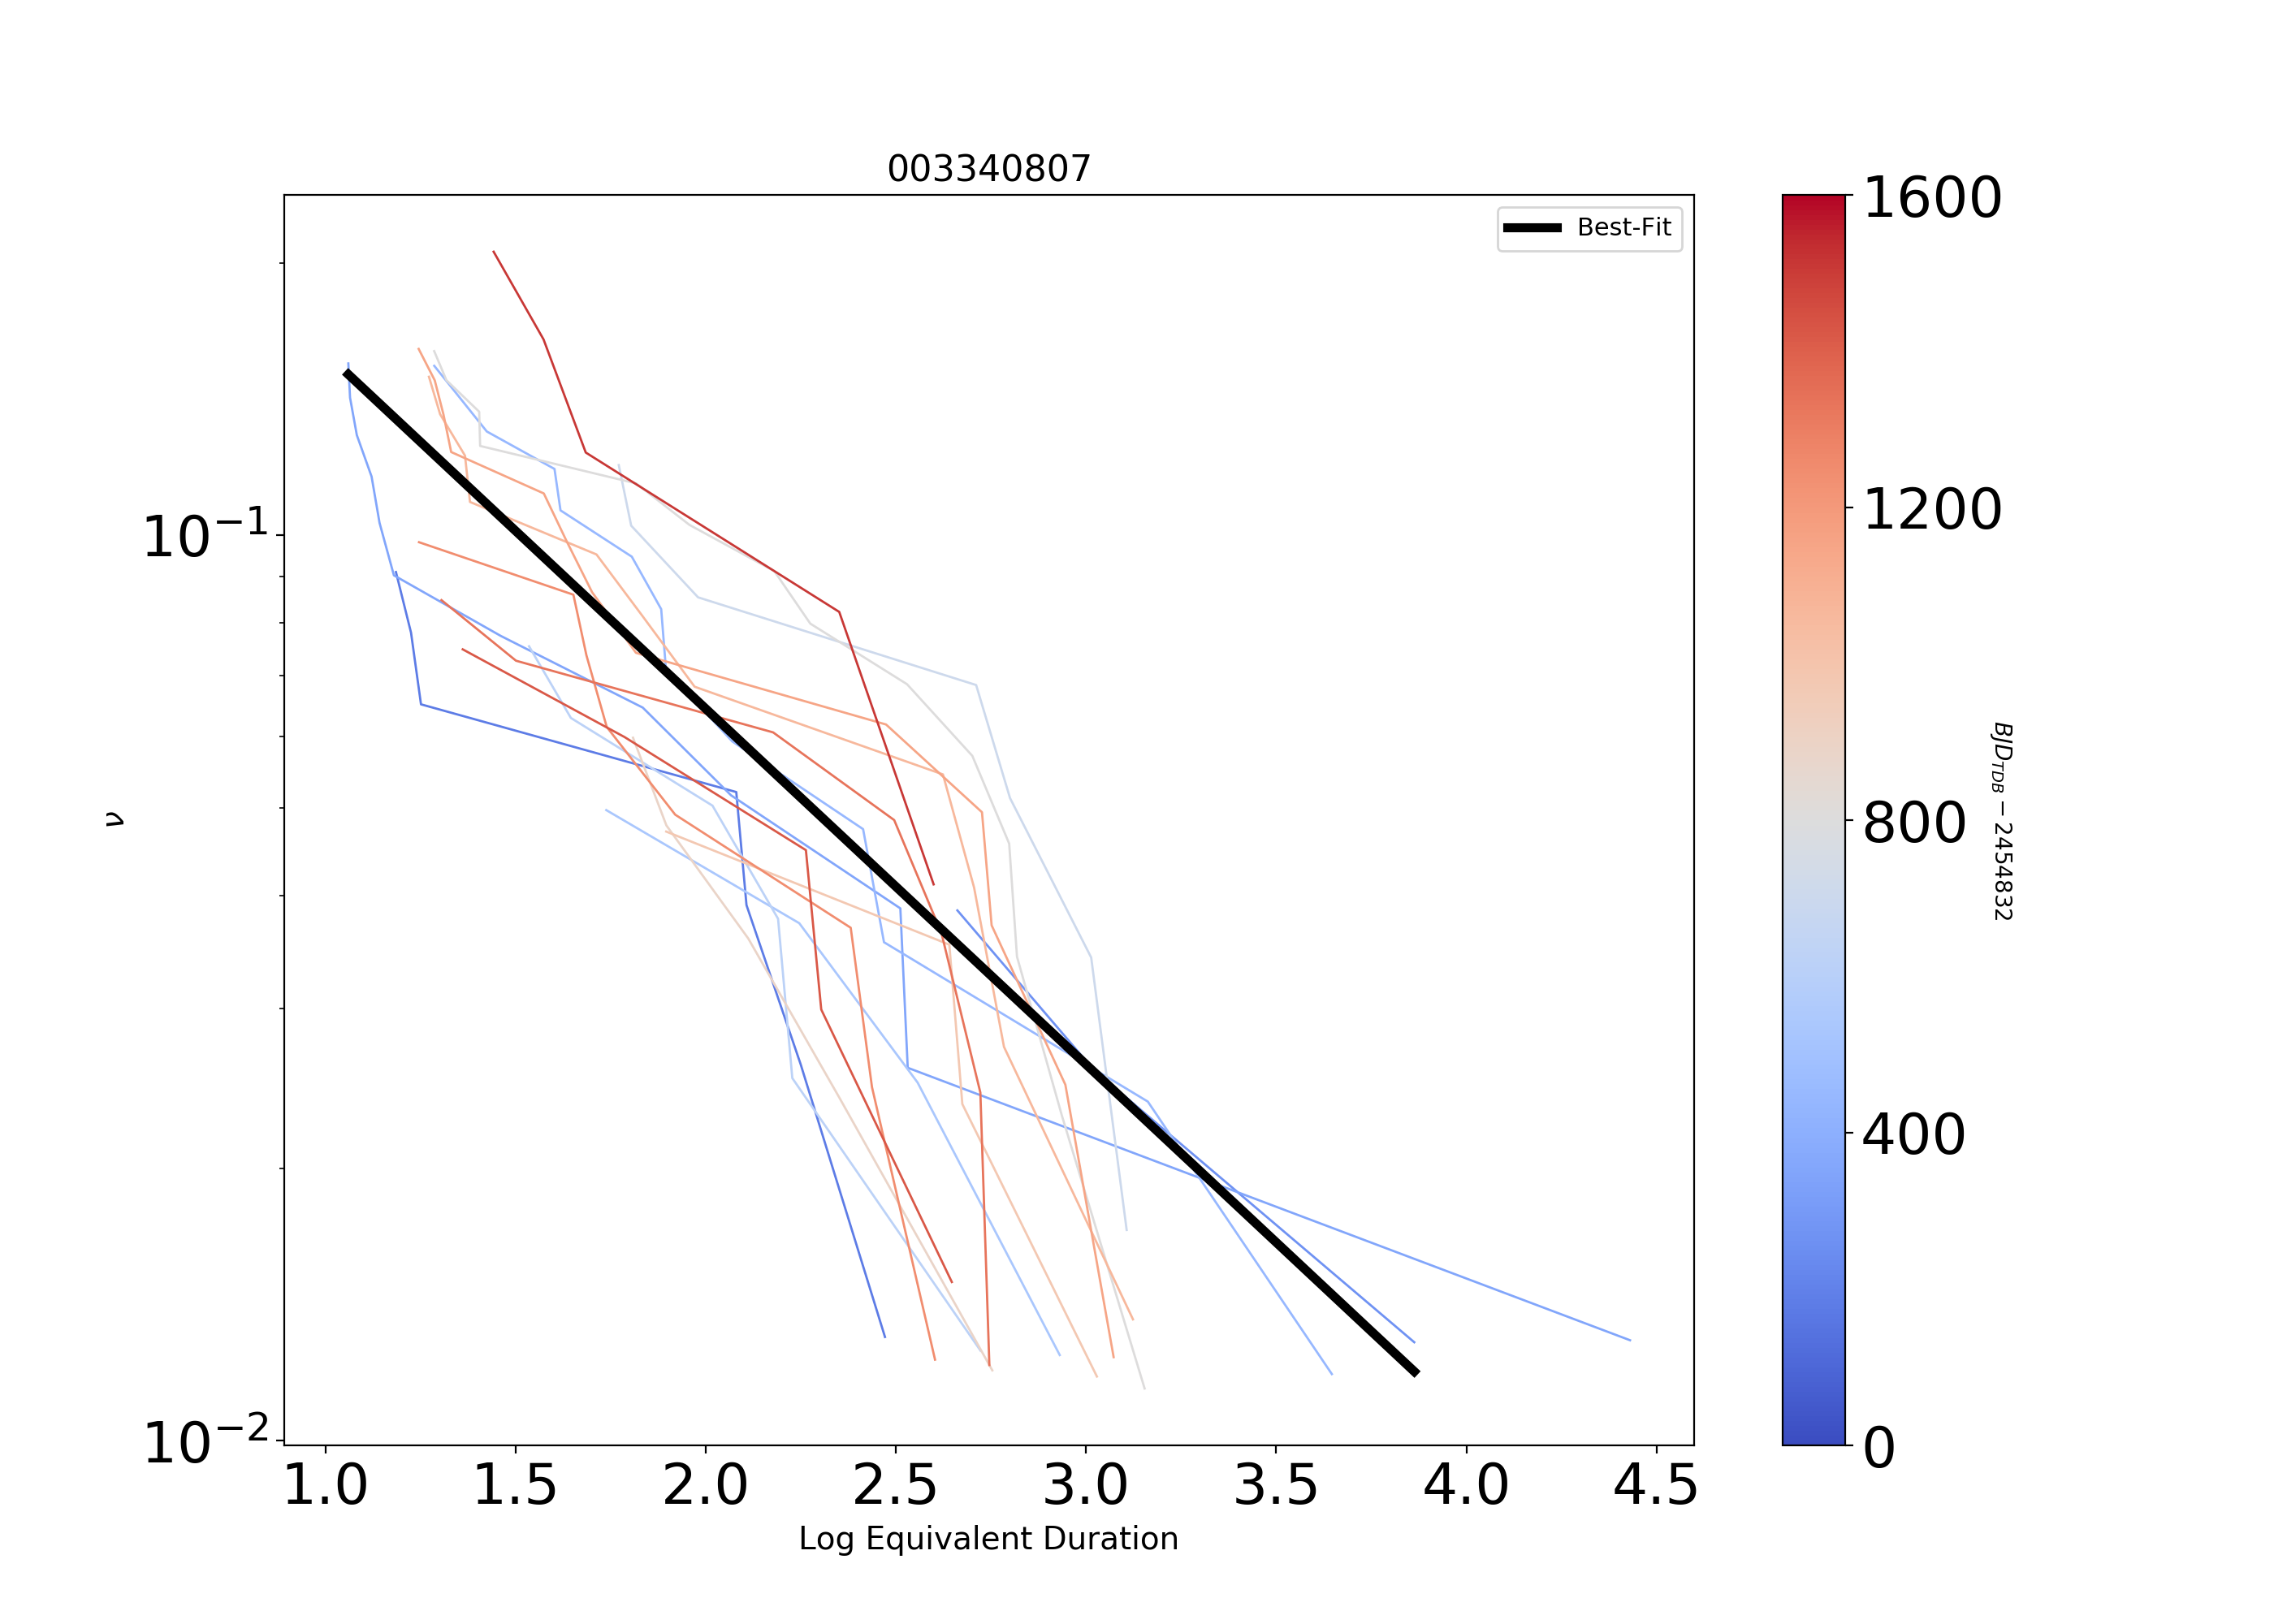 003340807
Best-Fit
10⁻¹
10⁻²
ν
1.0 1.5 2.0 2.5 3.0 3.5 4.0 4.5
Log Equivalent Duration
1600
1200
800
400
0
BJD_TDB − 2454832